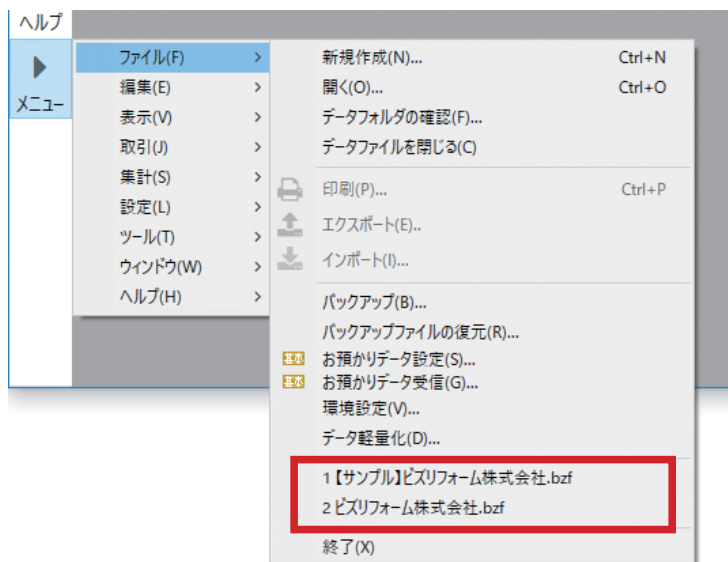 ヘルプ
メニュー
ファイル(F)
編集(E)
表示(V)
取引(J)
集計(S)
設定(L)
ツール(T)
ウィンドウ(W)
ヘルプ(H)
新規作成(N)... Ctrl+N
開く(O)... Ctrl+O
データフォルダの確認(F)...
データファイルを閉じる(C)
印刷(P)... Ctrl+P
エクスポート(E)..
インポート(I)...
バックアップ(B)...
バックアップファイルの復元(R)...
お預かりデータ設定(S)...
お預かりデータ受信(G)...
環境設定(V)...
データ軽量化(D)...
1 【サンプル】ビズリフォーム株式会社.bzf
2 ビズリフォーム株式会社.bzf
終了(X)